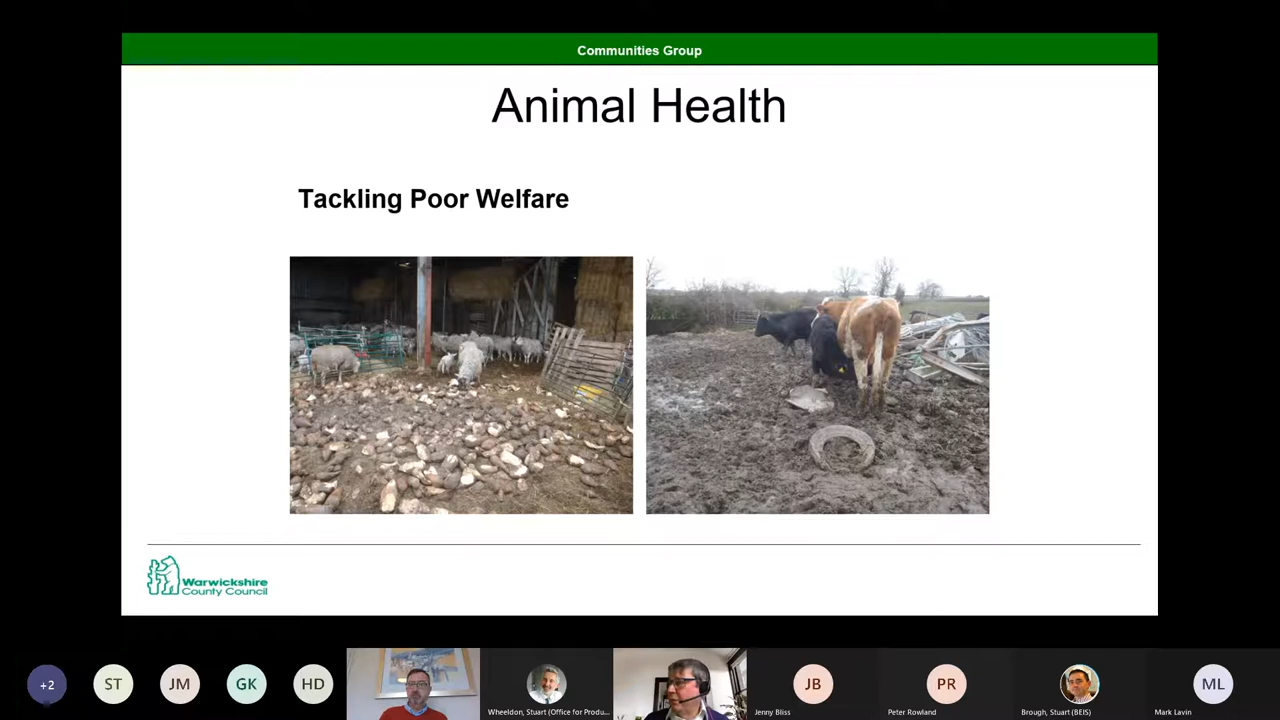 Communities Group
Animal Health
Tackling Poor Welfare
Warwickshire
County Council
+2
ST
JM
GK
HD
Wheeldon, Stuart (Office for Produ...
JB
Jenny Bliss
PR
Peter Rowland
Brough, Stuart (BEIS)
ML
Mark Lavin